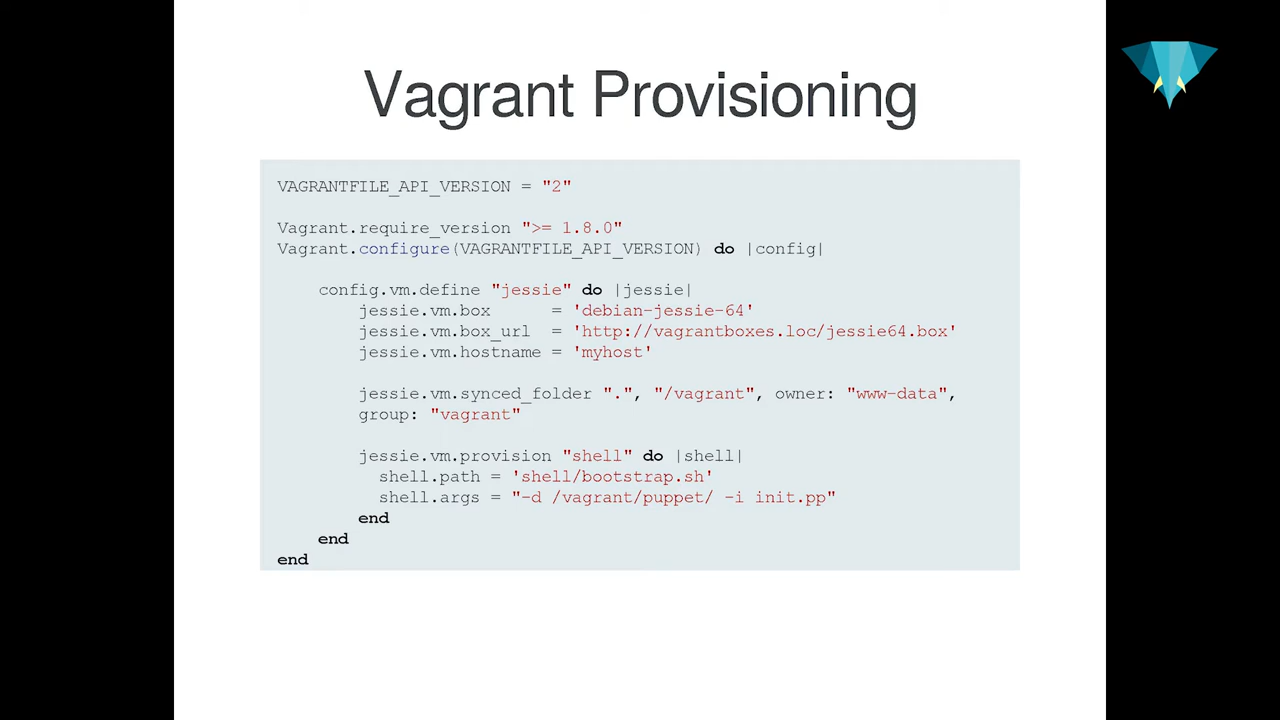 Vagrant Provisioning
VAGRANTFILE_API_VERSION = "2"
Vagrant.require_version ">= 1.8.0"
Vagrant.configure(VAGRANTFILE_API_VERSION) do |config|
config.vm.define "jessie" do |jessie|
jessie.vm.box = 'debian-jessie-64'
jessie.vm.box_url = 'http://vagrantboxes.loc/jessie64.box'
jessie.vm.hostname = 'myhost'
jessie.vm.synced_folder ".", "/vagrant", owner: "www-data",
group: "vagrant"
jessie.vm.provision "shell" do |shell|
shell.path = 'shell/bootstrap.sh'
shell.args = "-d /vagrant/puppet/ -i init.pp"
end
end
end